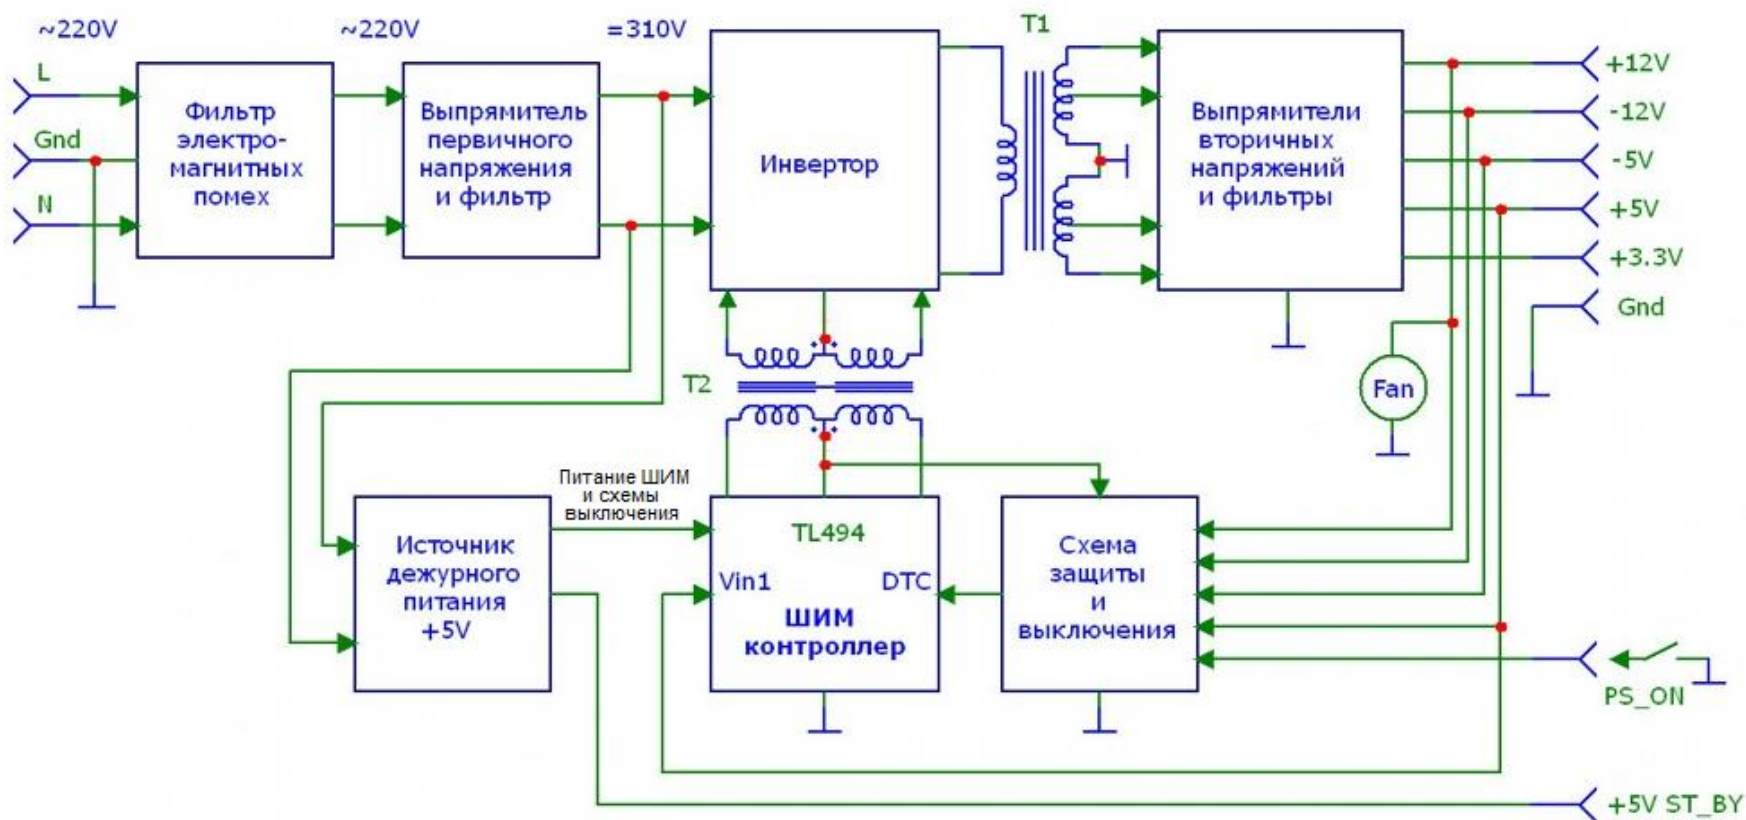 ~220V
~220V
=310V
T1
L
Gnd
N
Фильтр
электро-
магнитных
помех
Выпрямитель
первичного
напряжения
и фильтр
Инвертор
Выпрямители
вторичных
напряжений
и фильтры
+12V
-12V
-5V
+5V
+3.3V
Gnd
T2
Fan
Питание ШИМ
и схемы
выключения
Источник
дежурного
питания
+5V
TL494
Vin1
DTC
ШИМ
контроллер
Схема
защиты
и
выключения
PS_ON
+5V ST_BY